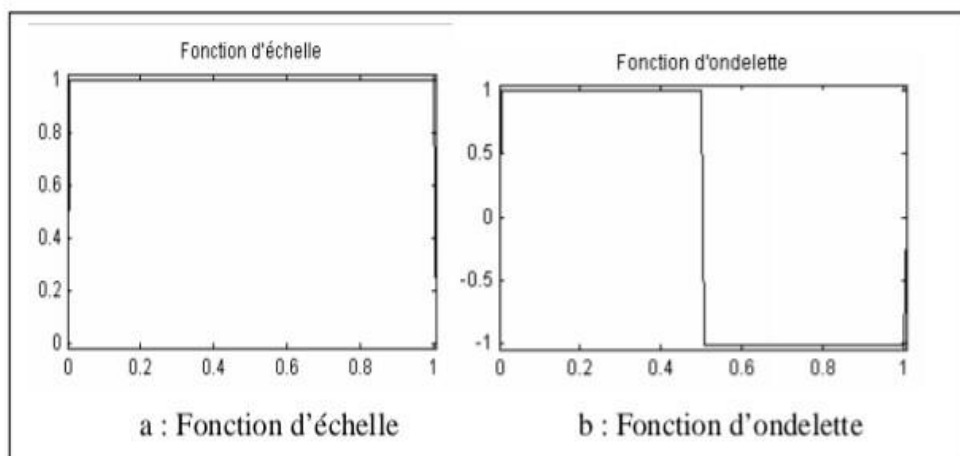 Fonction d'échelle
1
0.8
0.6
0.4
0.2
0
0 0.2 0.4 0.6 0.8 1
a : Fonction d’échelle
Fonction d'ondelette
1
0.5
0
-0.5
-1
0 0.2 0.4 0.6 0.8 1
b : Fonction d’ondelette